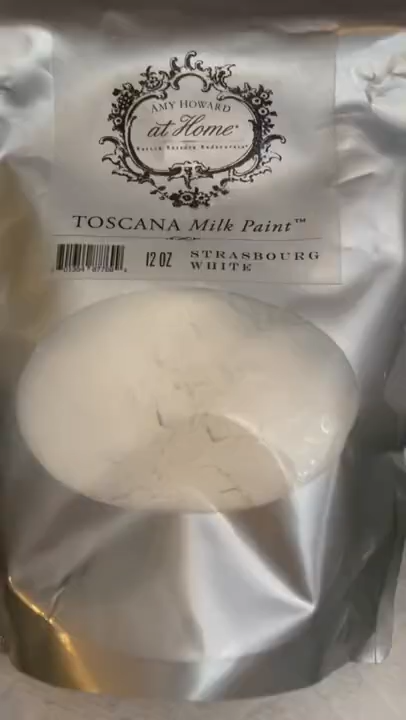 AMY HOWARD
at Home
TOSCANA Milk Paint™
12 OZ
STRASBOURG
WHITE